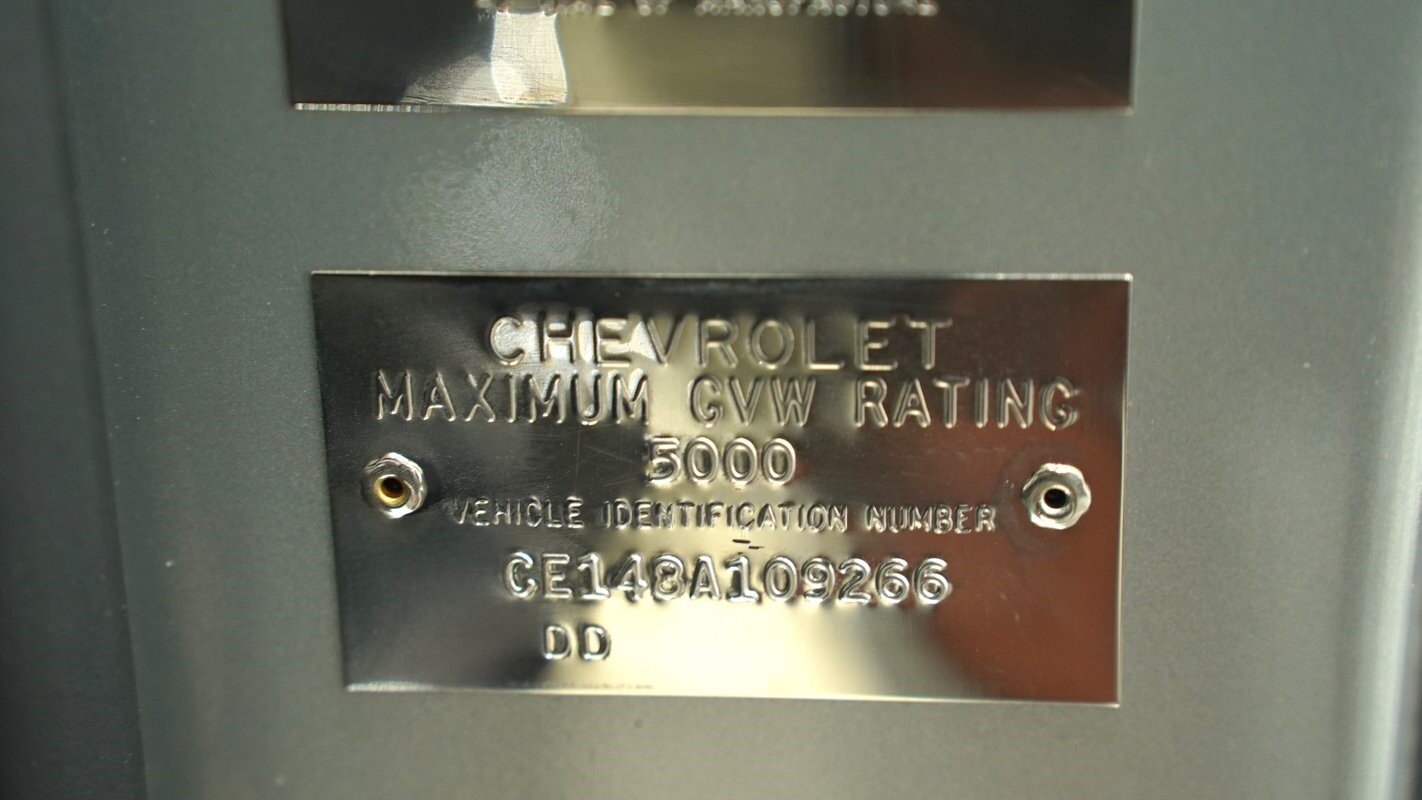 CHEVROLET
MAXIMUM GVW RATING
5000
VEHICLE IDENTIFICATION NUMBER
CE148A109266
DD